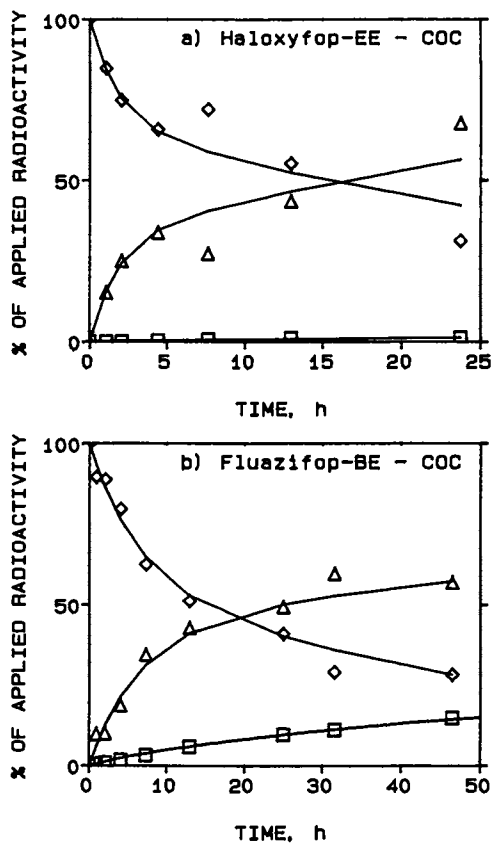 % OF APPLIED RADIOACTIVITY
a) Haloxyfop-EE - COC
100
50
0
0 5 10 15 20 25
TIME, h
% OF APPLIED RADIOACTIVITY
b) Fluazifop-BE - COC
100
50
0
0 10 20 30 40 50
TIME, h